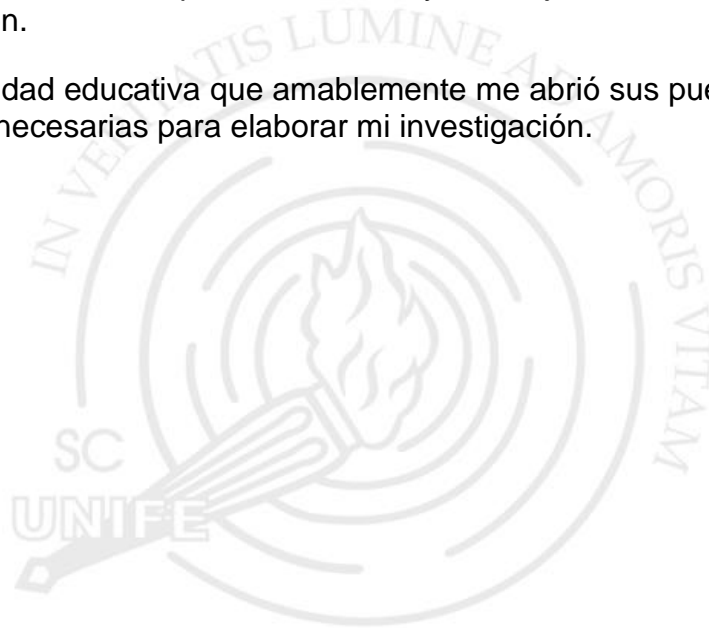 n.
dad educativa que amablemente me abrió sus pue
necesarias para elaborar mi investigación.
IN VERITATIS LUMINE AD AMORIS VITAM
SC
UNIFE